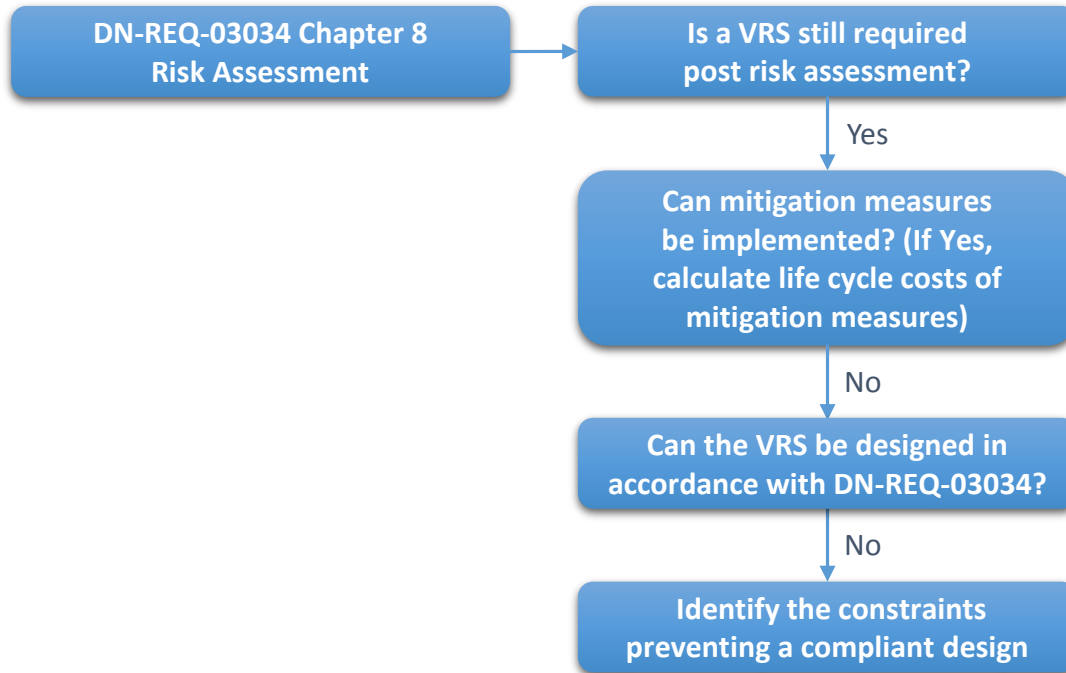 DN-REQ-03034 Chapter 8
Risk Assessment
Is a VRS still required
post risk assessment?
Yes
Can mitigation measures
be implemented? (If Yes,
calculate life cycle costs of
mitigation measures)
No
Can the VRS be designed in
accordance with DN-REQ-03034?
No
Identify the constraints
preventing a compliant design